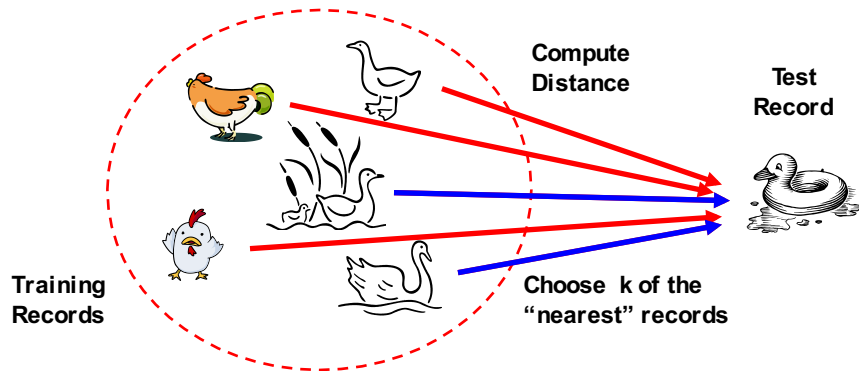 Compute
Distance
Test
Record
Training
Records
Choose k of the
“nearest” records